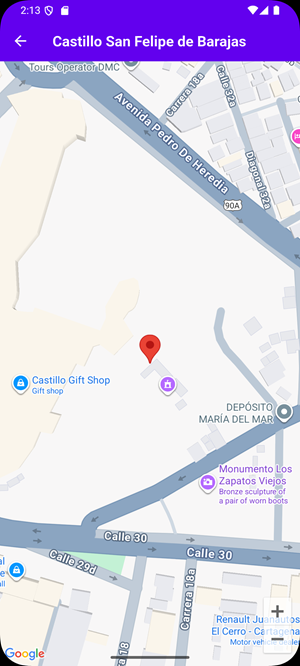 2:13
Castillo San Felipe de Barajas
Tours Operator DMC
Carrera 18a
Calle 32a
Avenida Pedro De Heredia
Diagonal 32a
90A
Castillo Gift Shop
Gift shop
DEPÓSITO
MARÍA DEL MAR
Monumento Los
Zapatos Viejos
Bronze sculpture of
a pair of worn boots
Calle 30
Calle 30
Calle 29d
Carrera 18a
18
Renault Juanautos
El Cerro - Cartagena
Motor vehicle dealer
+
−
Google